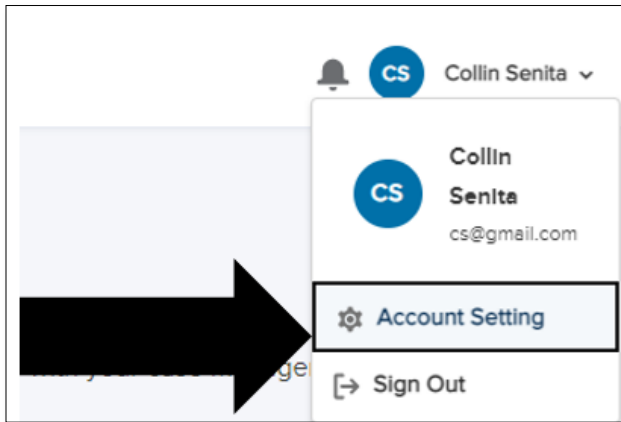 CS Collin Senita
Collin
CS
Senita
cs@gmail.com
Account Setting
Sign Out